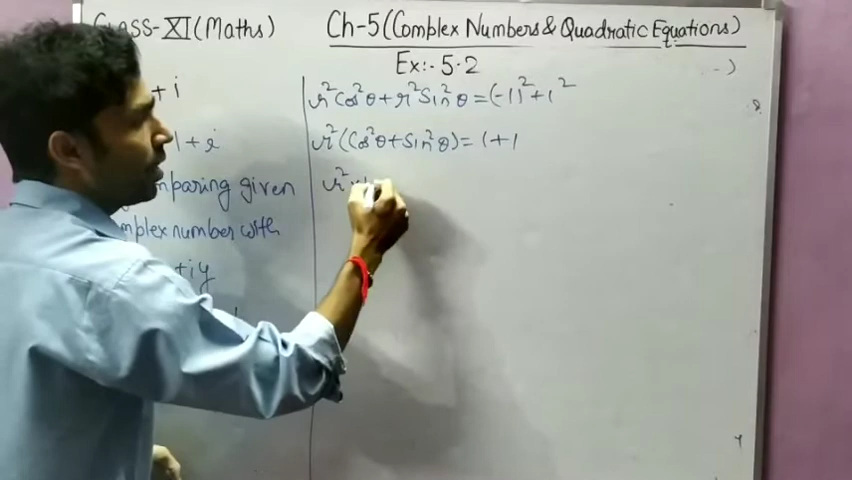 Class-XI (Maths)
Ch-5 (Complex Numbers & Quadratic Equations)
Ex:- 5.2
+ i
1 + i
mparing given
mplex number with
+iy
r²Cos²θ + r²Sin²θ = (-1)² + 1²
r²(Cos²θ + Sin²θ) = 1 + 1
r² ×